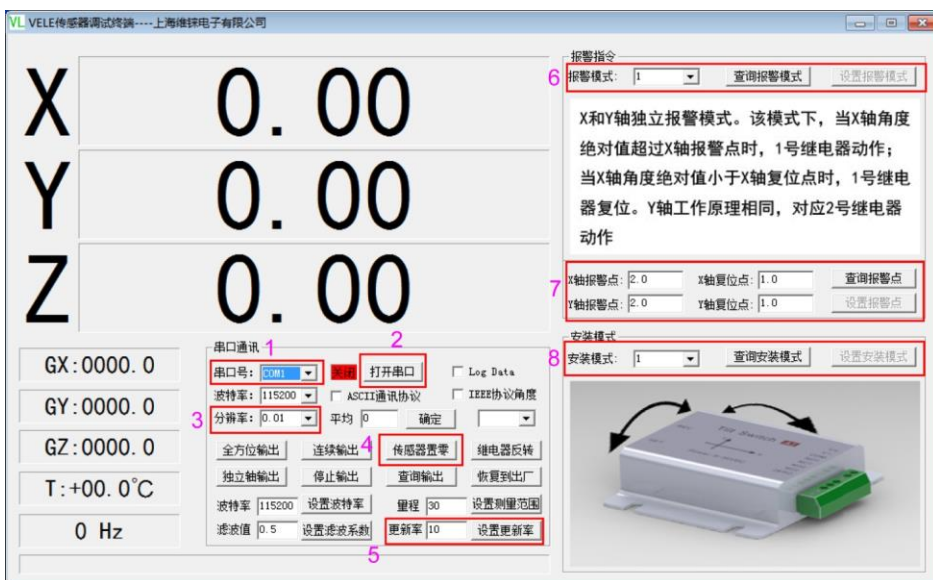 VL VELE传感器调试终端----上海维锞电子有限公司
X 0.00
Y 0.00
Z 0.00
GX:0000.0
GY:0000.0
GZ:0000.0
T:+00.0℃
0 Hz
1
2
串口通讯
串口号: COM1 关闭 打开串口 Log Data
波特率: 115200 ASCII通讯协议 IEEE协议角度
3 分辨率: 0.01 平均 0 确定
4
全方位输出 连续输出 传感器置零 继电器反转
独立轴输出 停止输出 查询输出 恢复到出厂
波特率 115200 设置波特率 量程 30 设置测量范围
滤波值 0.5 设置滤波系数 更新率 10 设置更新率
5
报警指令
6 报警模式: 1 查询报警模式 设置报警模式
X和Y轴独立报警模式。该模式下，当X轴角度
绝对值超过X轴报警点时，1号继电器动作；
当X轴角度绝对值小于X轴复位点时，1号继电
器复位。Y轴工作原理相同，对应2号继电器
动作
7
X轴报警点: 2.0 X轴复位点: 1.0 查询报警点
Y轴报警点: 2.0 Y轴复位点: 1.0 设置报警点
安装模式
8 安装模式: 1 查询安装模式 设置安装模式
Tilt Switch